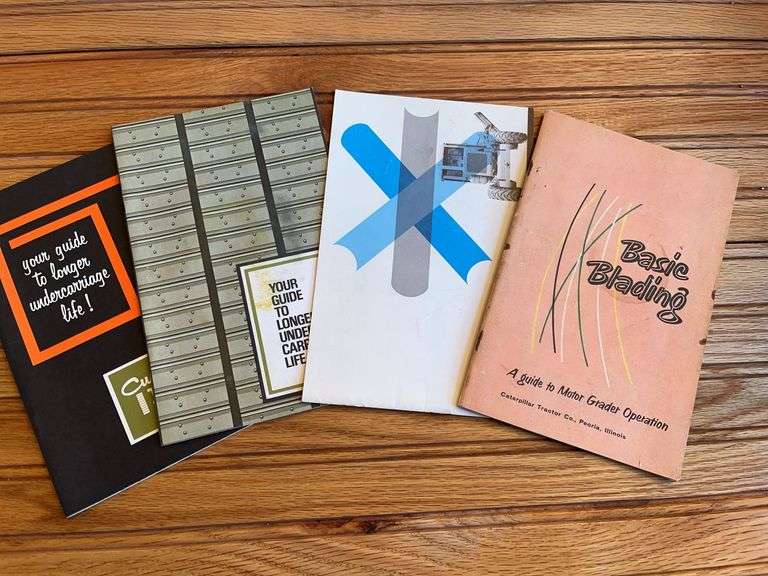 your guide
to longer
undercarriage
life!
YOUR
GUIDE
TO
LONGE
UNDE
CARR
LIFE
Basic
Blading
A guide to Motor Grader Operation
Caterpillar Tractor Co., Peoria, Illinois